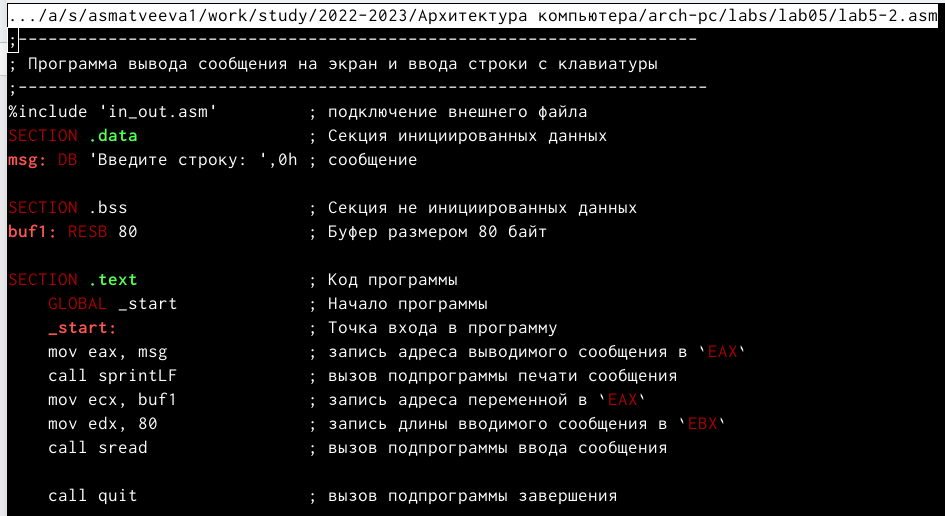 .../a/s/asmatveeva1/work/study/2022-2023/Архитектура компьютера/arch-pc/labs/lab05/lab5-2.asm
;--------------------------------------------------------------------
; Программа вывода сообщения на экран и ввода строки с клавиатуры
;---------------------------------------------------------------------
%include 'in_out.asm'         ; подключение внешнего файла
SECTION .data                 ; Секция инициированных данных
msg: DB 'Введите строку: ',0h ; сообщение
SECTION .bss                  ; Секция не инициированных данных
buf1: RESB 80                 ; Буфер размером 80 байт
SECTION .text                 ; Код программы
    GLOBAL _start             ; Начало программы
    _start:                   ; Точка входа в программу
    mov eax, msg              ; запись адреса выводимого сообщения в `EAX`
    call sprintLF             ; вызов подпрограммы печати сообщения
    mov ecx, buf1             ; запись адреса переменной в `EAX`
    mov edx, 80               ; запись длины вводимого сообщения в `EBX`
    call sread                ; вызов подпрограммы ввода сообщения
    call quit                 ; вызов подпрограммы завершения